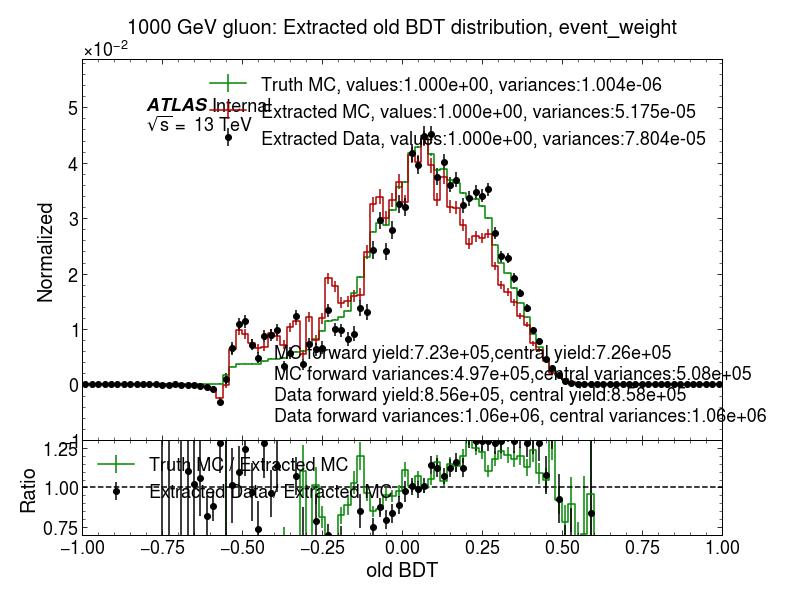 1000 GeV gluon: Extracted old BDT distribution, event_weight
×10⁻²
Truth MC, values:1.000e+00, variances:1.004e-06
ATLAS Internal
Extracted MC, values:1.000e+00, variances:5.175e-05
√s = 13 TeV
Extracted Data, values:1.000e+00, variances:7.804e-05
5
4
3
2
1
0
Normalized
MC forward yield:7.23e+05,central yield:7.26e+05
MC forward variances:4.97e+05,central variances:5.08e+05
Data forward yield:8.56e+05, central yield:8.58e+05
Data forward variances:1.06e+06, central variances:1.06e+06
1.25
1.00
0.75
Ratio
Truth MC / Extracted MC
Extracted Data / Extracted MC
−1.00 −0.75 −0.50 −0.25 0.00 0.25 0.50 0.75 1.00
old BDT